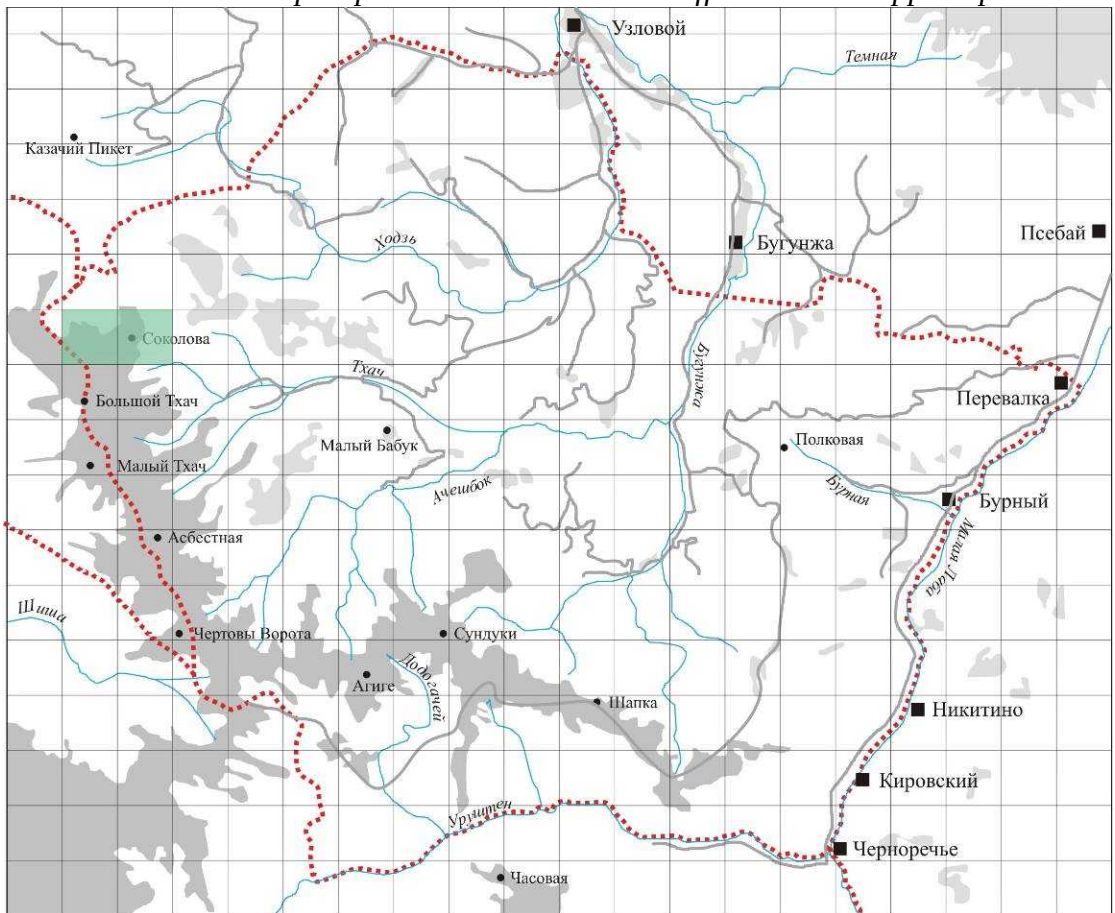 Узловой
Темная
Казачий Пикет
Псебай
Ходзь
Бугунжа
Соколова
Бугунжа
Тхач
Большой Тхач
Перевалка
Малый Бабук
Полковая
Малый Тхач
Ачешбок
Бурная
Бурный
Асбестная
Малая Лаба
Шиша
Чертовы Ворота
Сундуки
Додогачей
Агиге
Шапка
Никитино
Кировский
Уруштен
Черноречье
Часовая